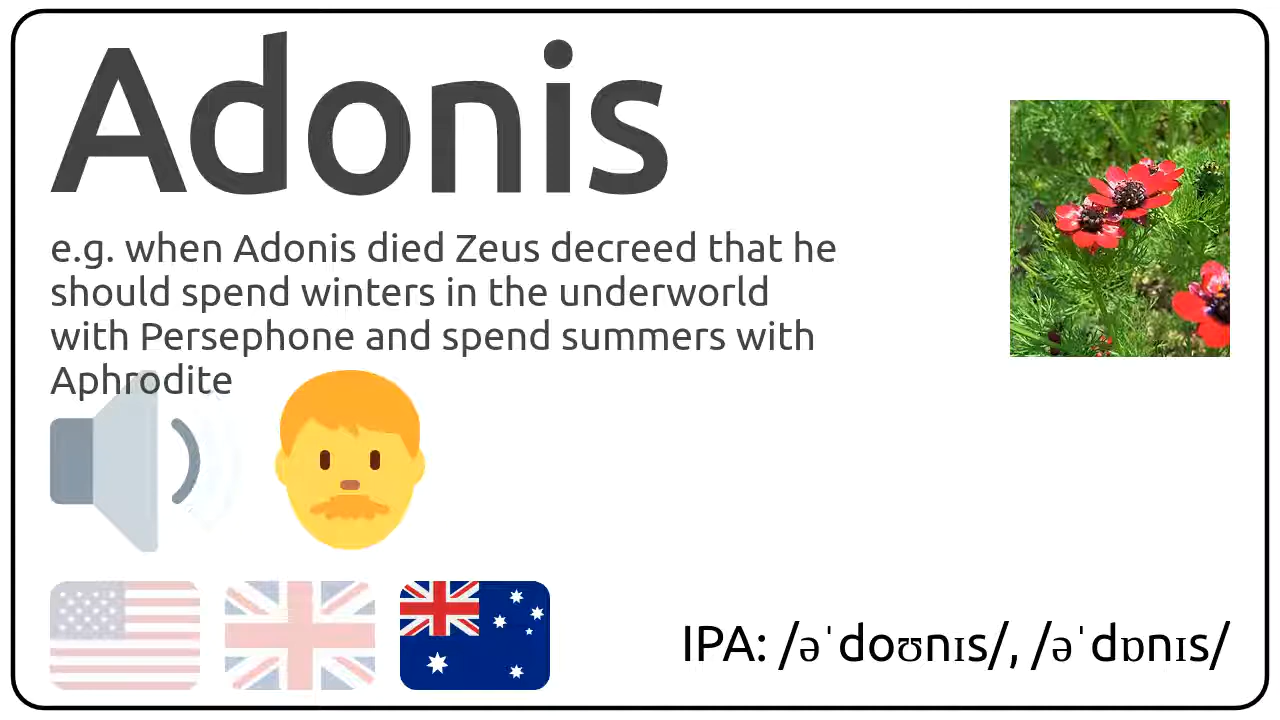 Adonis
e.g. when Adonis died Zeus decreed that he
should spend winters in the underworld
with Persephone and spend summers with
Aphrodite
IPA: /əˈdoʊnɪs/, /əˈdɒnɪs/